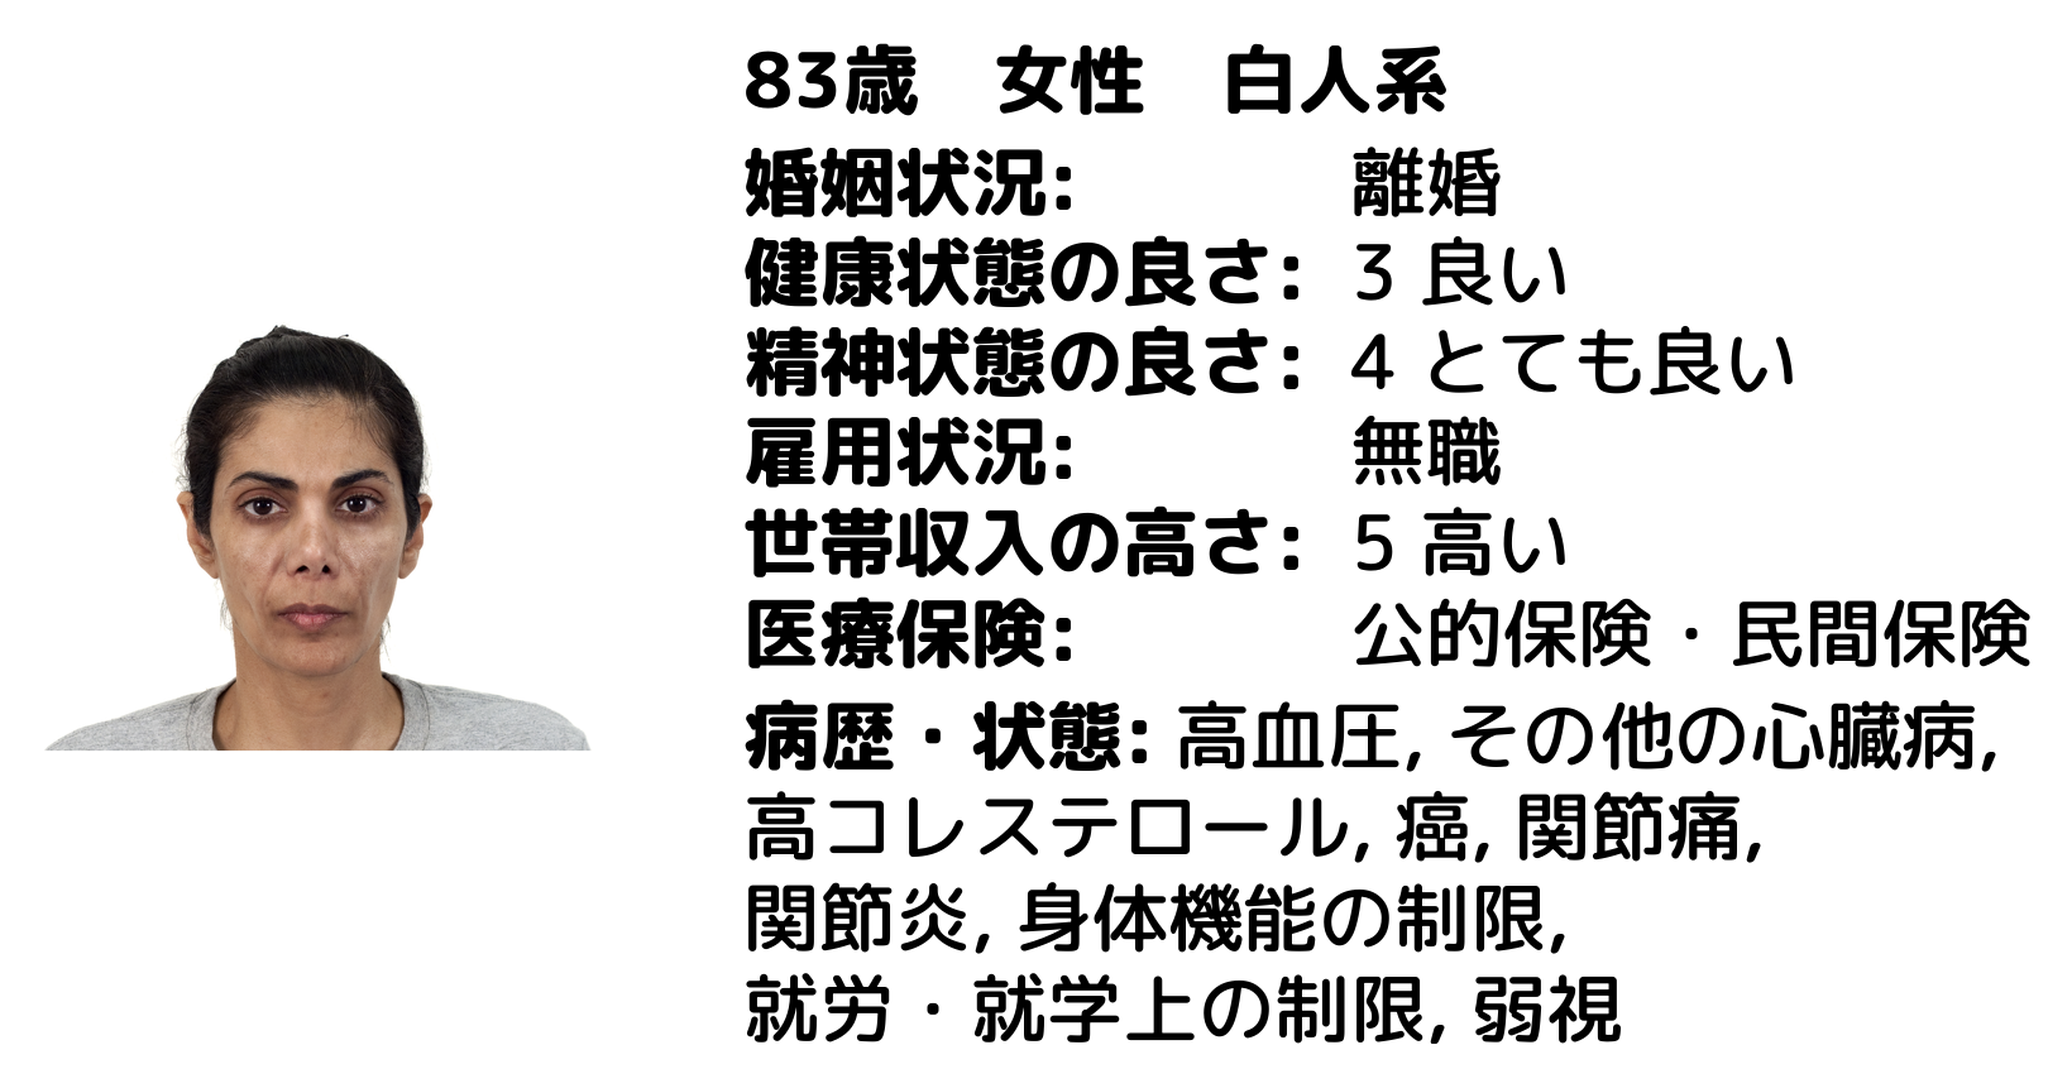 83歳　女性　白人系
婚姻状況: 離婚
健康状態の良さ: 3 良い
精神状態の良さ: 4 とても良い
雇用状況: 無職
世帯収入の高さ: 5 高い
医療保険: 公的保険・民間保険
病歴・状態: 高血圧, その他の心臓病,
高コレステロール, 癌, 関節痛,
関節炎, 身体機能の制限,
就労・就学上の制限, 弱視